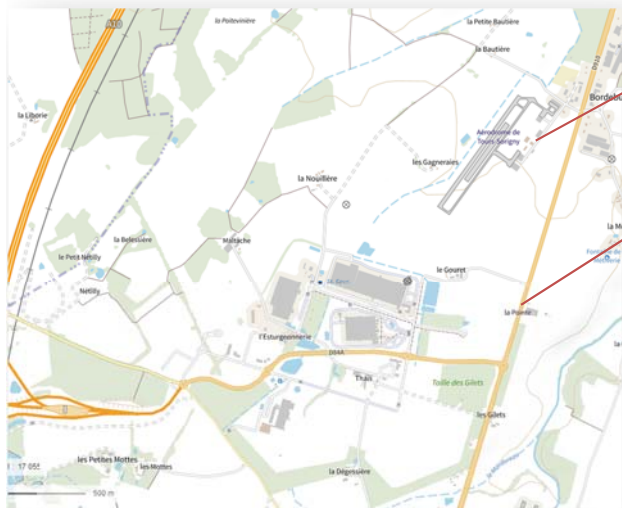 A10
la Poitevinière
la Petite Bautière
la Bautière
D910
la Liborie
Aérodrome de
Tours-Sorigny
les Gagneraies
la Nouillère
la Belessière
Maltâche
le Petit Nétilly
Nétilly
le Gouret
la Pointe
l'Esturgeonnerie
D84A
Thaïs
Taille des Gilets
les Gilets
les Petites Mottes
les Mottes
la Dégessière
500 m